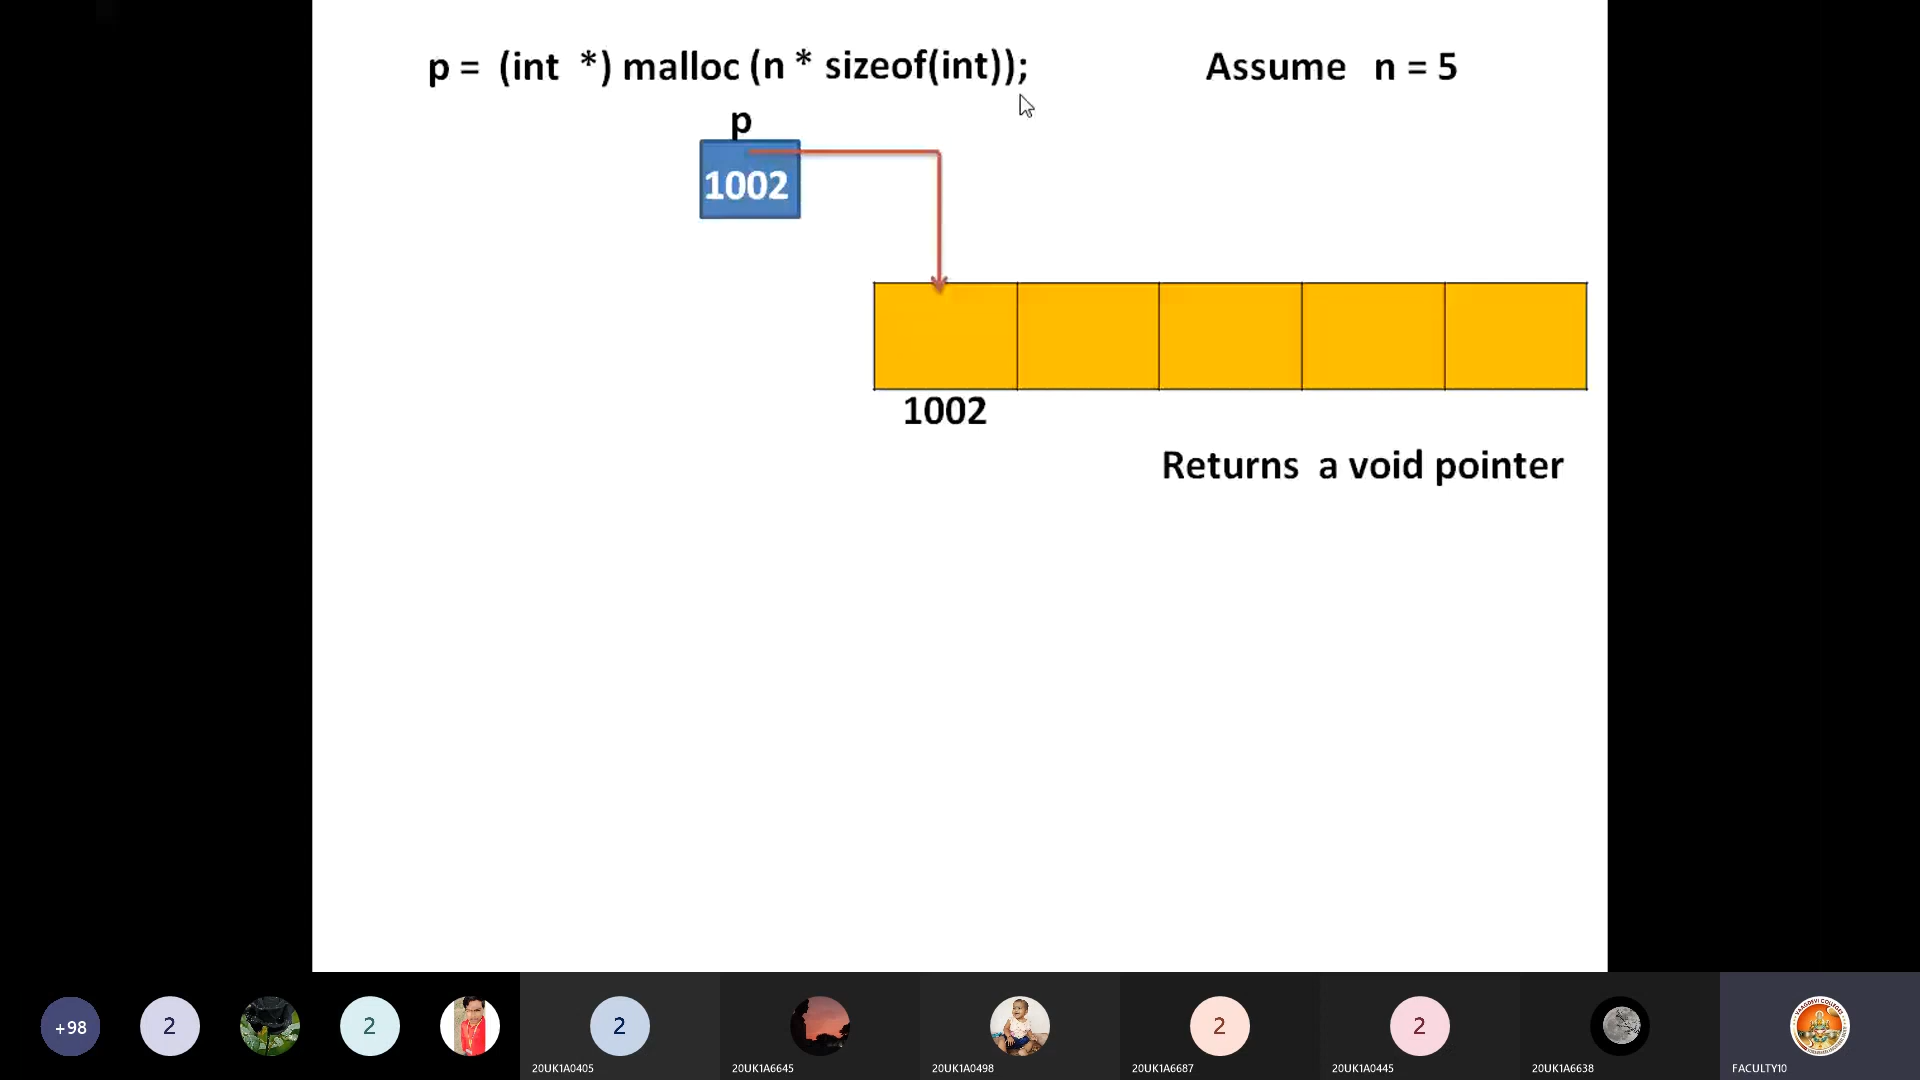 p = (int *) malloc (n * sizeof(int));
Assume n = 5
p
1002
1002
Returns a void pointer
+98
2
2
2
2
2
20UK1A0405
20UK1A6645
20UK1A0498
20UK1A6687
20UK1A0445
20UK1A6638
FACULTY10